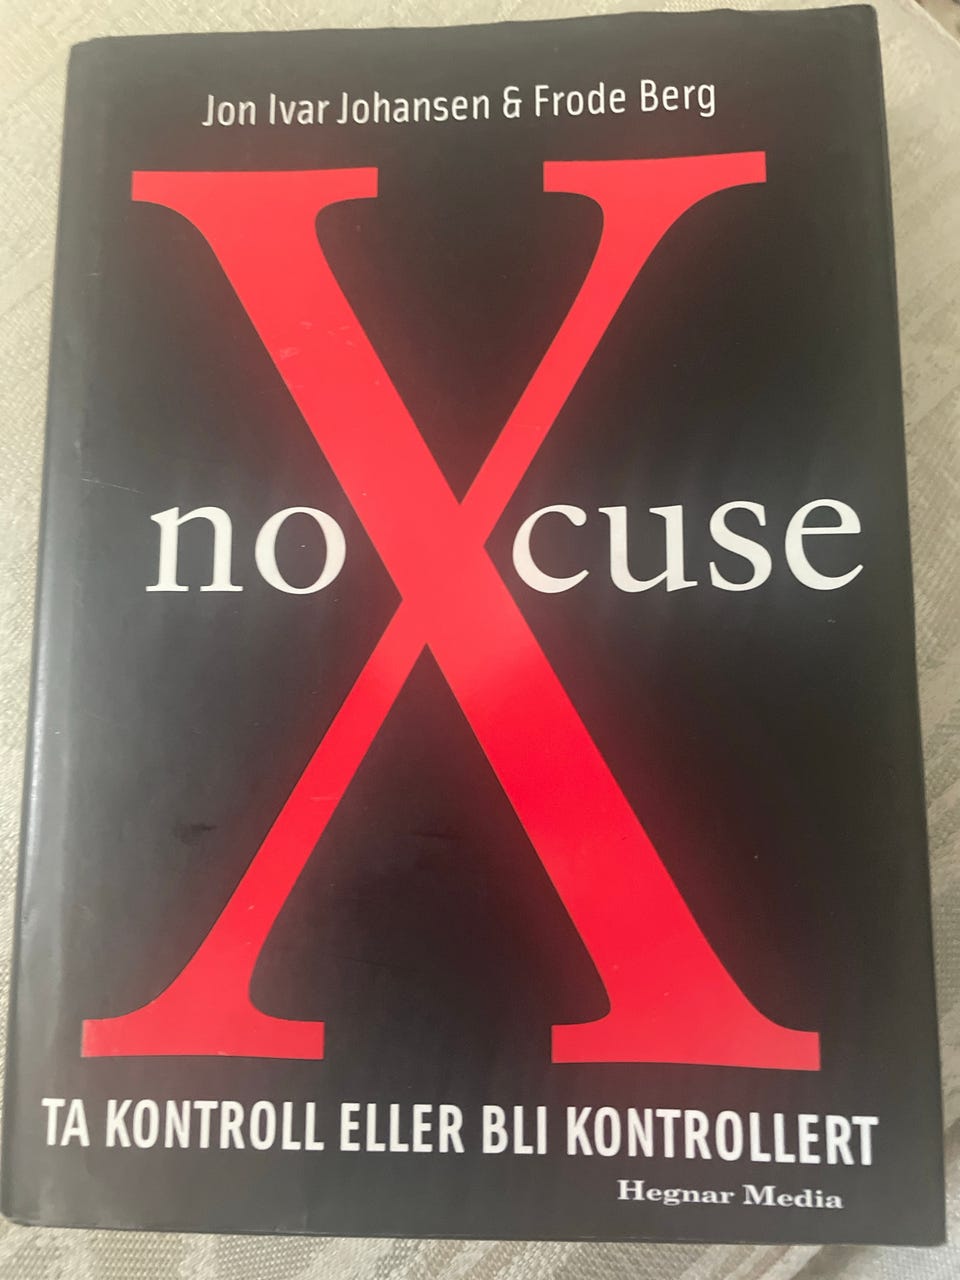 Jon Ivar Johansen & Frode Berg
noXcuse
TA KONTROLL ELLER BLI KONTROLLERT
Hegnar Media